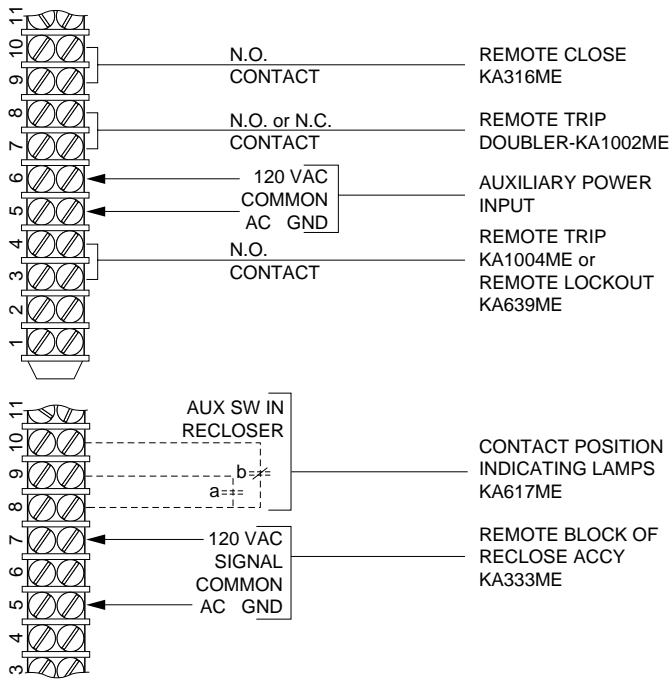 11
10
9
8
7
6
5
4
3
2
1
N.O.
CONTACT
REMOTE CLOSE
KA316ME
N.O. or N.C.
CONTACT
REMOTE TRIP
DOUBLER-KA1002ME
120 VAC
COMMON
AC GND
AUXILIARY POWER
INPUT
N.O.
CONTACT
REMOTE TRIP
KA1004ME or
REMOTE LOCKOUT
KA639ME
11
10
9
8
7
6
5
4
3
AUX SW IN
RECLOSER
b
a
CONTACT POSITION
INDICATING LAMPS
KA617ME
120 VAC
SIGNAL
COMMON
AC GND
REMOTE BLOCK OF
RECLOSE ACCY
KA333ME